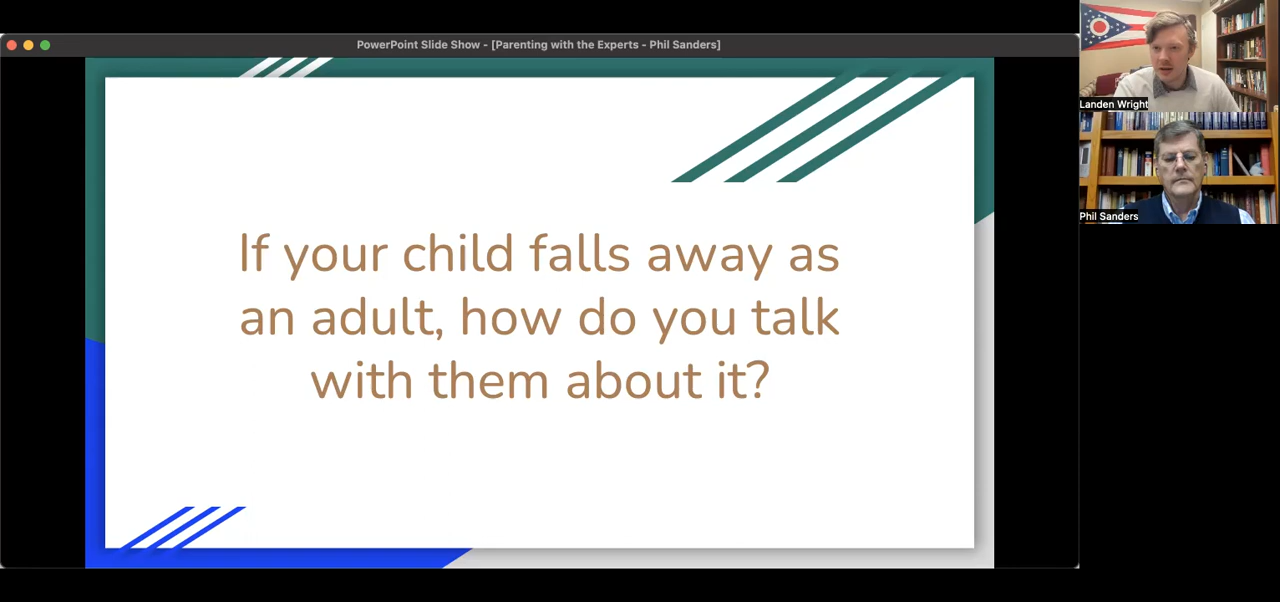 PowerPoint Slide Show - [Parenting with the Experts - Phil Sanders]
Landen Wright
Phil Sanders
If your child falls away as
an adult, how do you talk
with them about it?